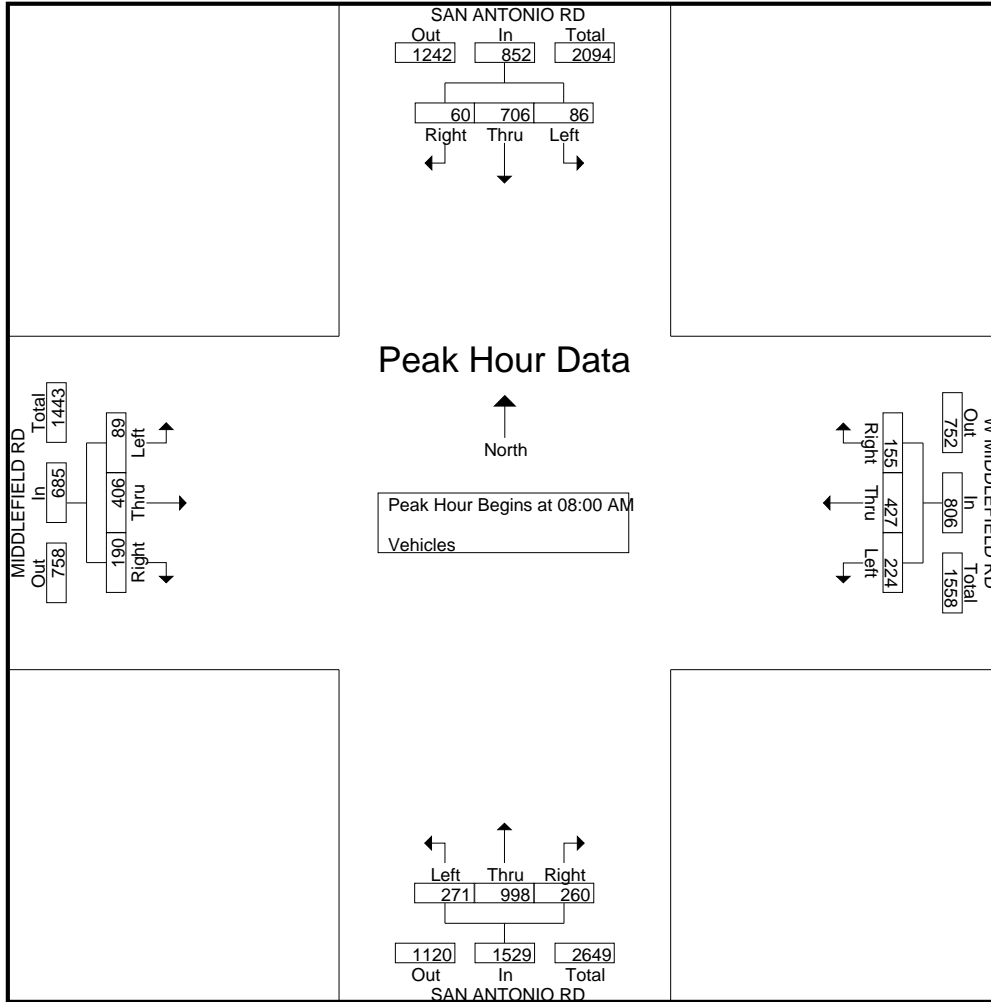 SAN ANTONIO RD
Out In Total
1242 852 2094
60 706 86
Right Thru Left
Peak Hour Data
North
Peak Hour Begins at 08:00 AM
Vehicles
MIDDLEFIELD RD
Out In Total
758 685 1443
190 406 89
Right Thru Left
W MIDDLEFIELD RD
Out In Total
752 806 1558
155 427 224
Right Thru Left
Left Thru Right
271 998 260
1120 1529 2649
Out In Total
SAN ANTONIO RD